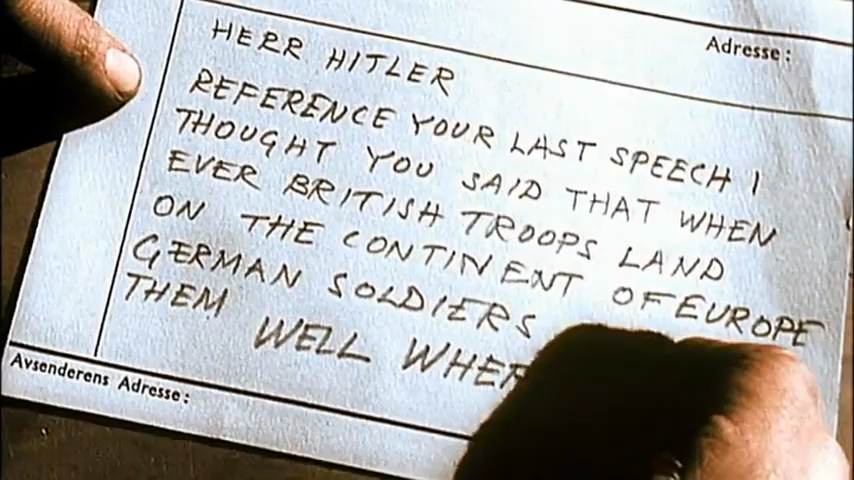 Adresse:
HERR HITLER
REFERENCE YOUR LAST SPEECH I
THOUGHT YOU SAID THAT WHEN
EVER BRITISH TROOPS LAND
ON THE CONTINENT OF EUROPE
GERMAN SOLDIERS
THEM WELL
Avsenderens Adresse: